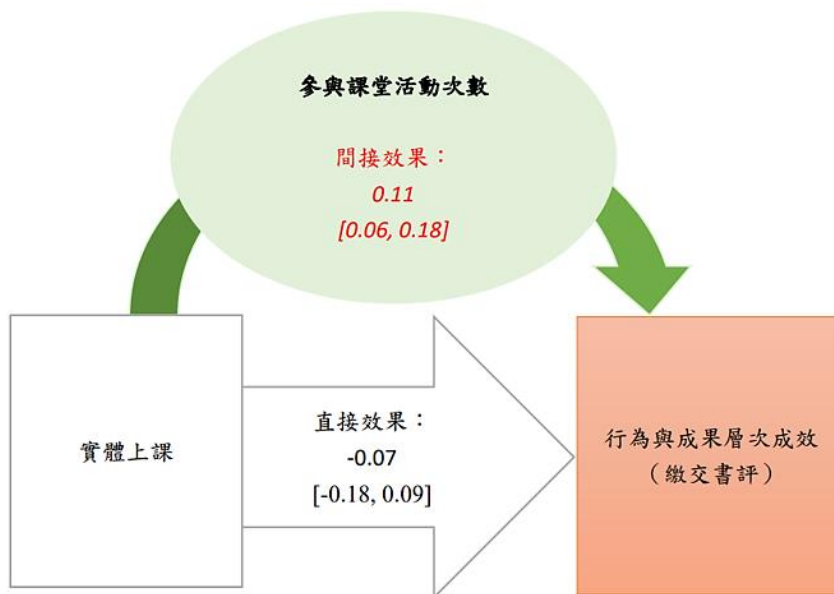 參與課堂活動次數
間接效果：
0.11
[0.06, 0.18]
實體上課
直接效果：
-0.07
[-0.18, 0.09]
行為與成果層次成效
（繳交書評）